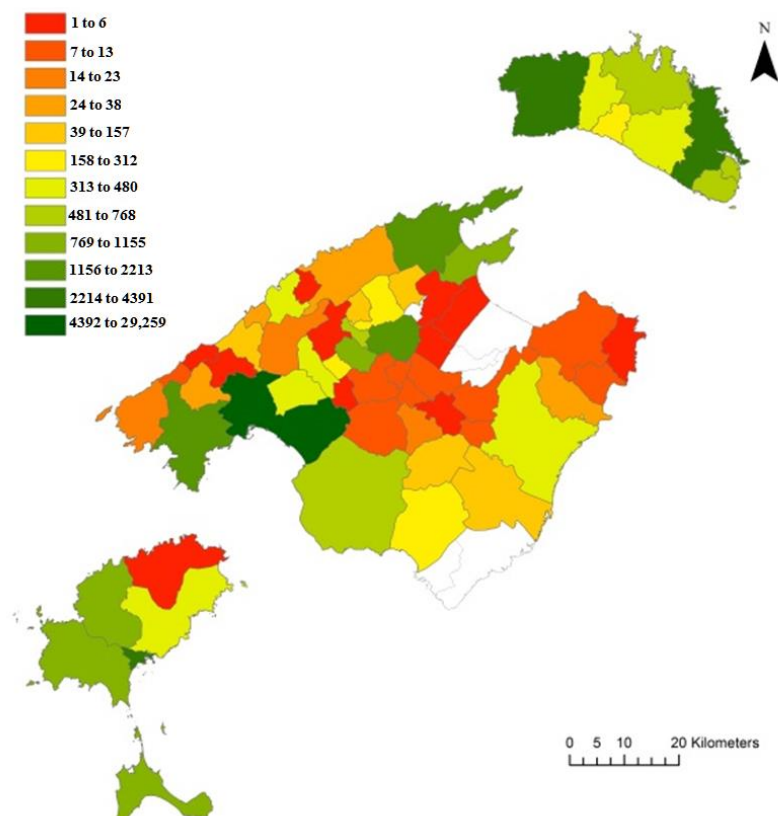 1 to 6
7 to 13
14 to 23
24 to 38
39 to 157
158 to 312
313 to 480
481 to 768
769 to 1155
1156 to 2213
2214 to 4391
4392 to 29,259
N
0 5 10 20 Kilometers